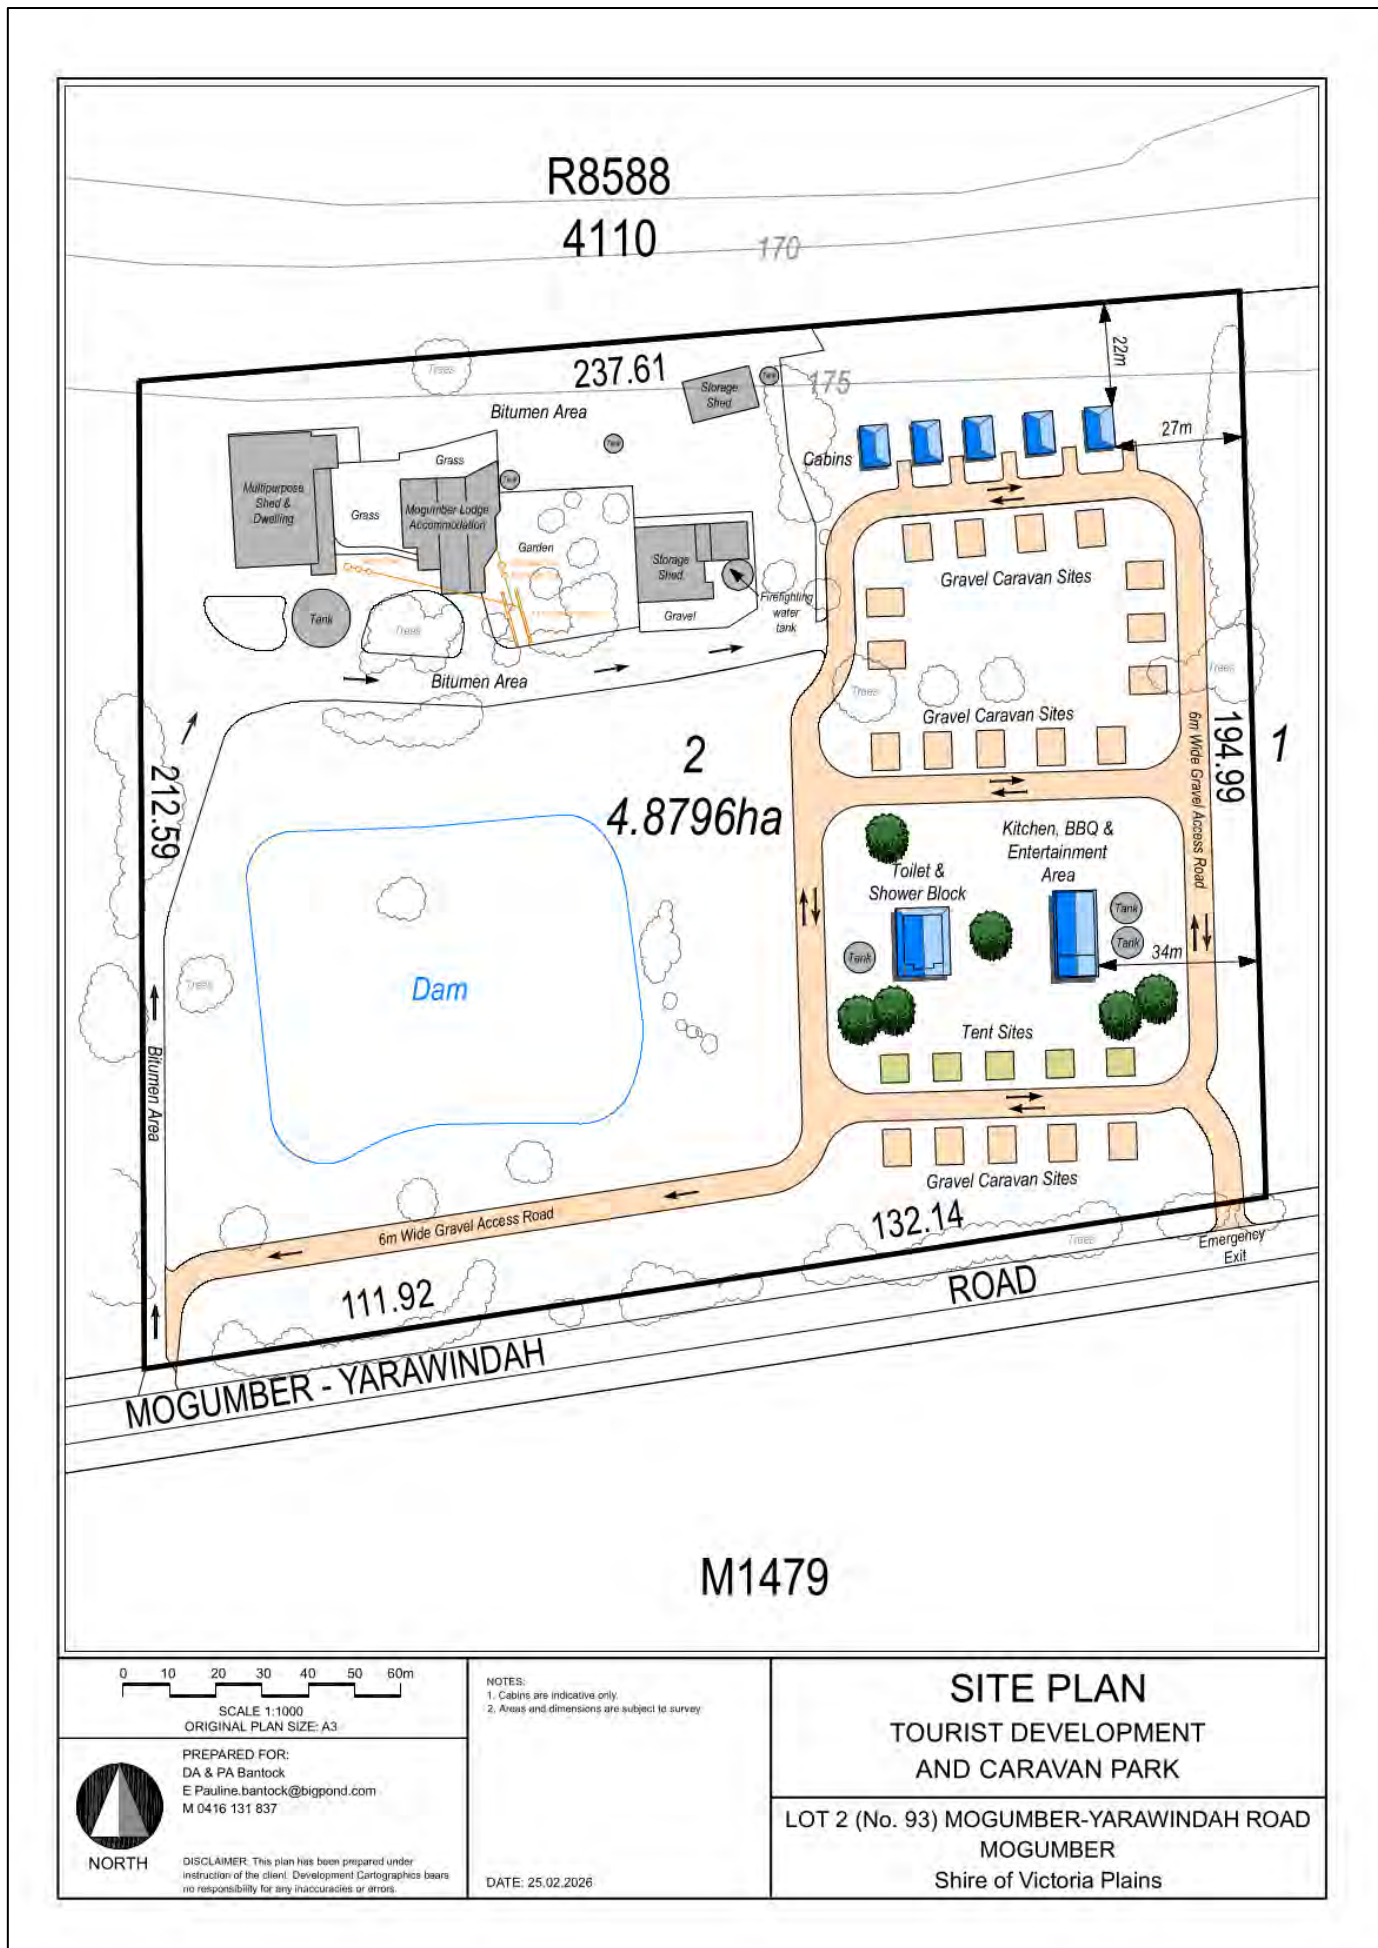 R8588
4110
170
237.61
Trees
175
22m
27m
Storage
Shed
Tank
Bitumen Area
Tank
Cabins
Grass
Tank
Multipurpose
Shed &
Dwelling
Grass
Mogumber Lodge
Accommodation
Garden
Storage
Shed
Gravel
Firefighting
water
tank
Gravel Caravan Sites
Tank
Trees
Bitumen Area
Trees
Trees
Gravel Caravan Sites
6m Wide Gravel Access Road
194.99
1
2
4.8796ha
212.59
Kitchen, BBQ &
Entertainment
Area
Toilet &
Shower Block
Tank
Tank
Tank
34m
Trees
Dam
Bitumen Area
Tent Sites
Gravel Caravan Sites
6m Wide Gravel Access Road
132.14
Trees
Emergency
Exit
111.92
MOGUMBER - YARAWINDAH
ROAD
M1479
0 10 20 30 40 50 60m
SCALE 1:1000
ORIGINAL PLAN SIZE: A3
PREPARED FOR:
DA & PA Bantock
E Pauline.bantock@bigpond.com
M 0416 131 837
NORTH
DISCLAIMER: This plan has been prepared under
instruction of the client. Development Cartographics bears
no responsibility for any inaccuracies or errors.
NOTES:
1. Cabins are indicative only.
2. Areas and dimensions are subject to survey
DATE: 25.02.2026
SITE PLAN
TOURIST DEVELOPMENT
AND CARAVAN PARK
LOT 2 (No. 93) MOGUMBER-YARAWINDAH ROAD
MOGUMBER
Shire of Victoria Plains